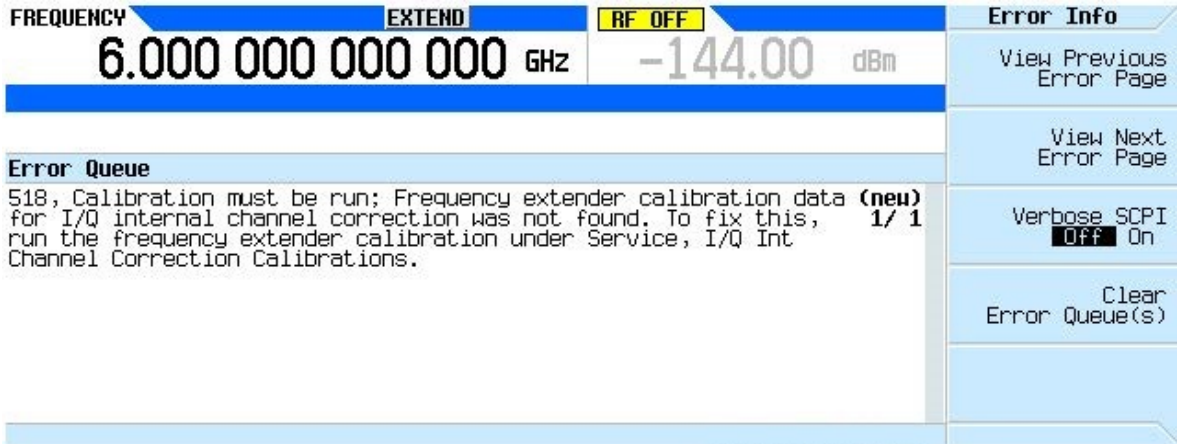 FREQUENCY EXTEND RF OFF Error Info
6.000 000 000 000 GHz -144.00 dBm
View Previous
Error Page
View Next
Error Page
Error Queue
518, Calibration must be run; Frequency extender calibration data (new)
for I/Q internal channel correction was not found. To fix this, 1/ 1
run the frequency extender calibration under Service, I/Q Int
Channel Correction Calibrations.
Verbose SCPI
Off On
Clear
Error Queue(s)